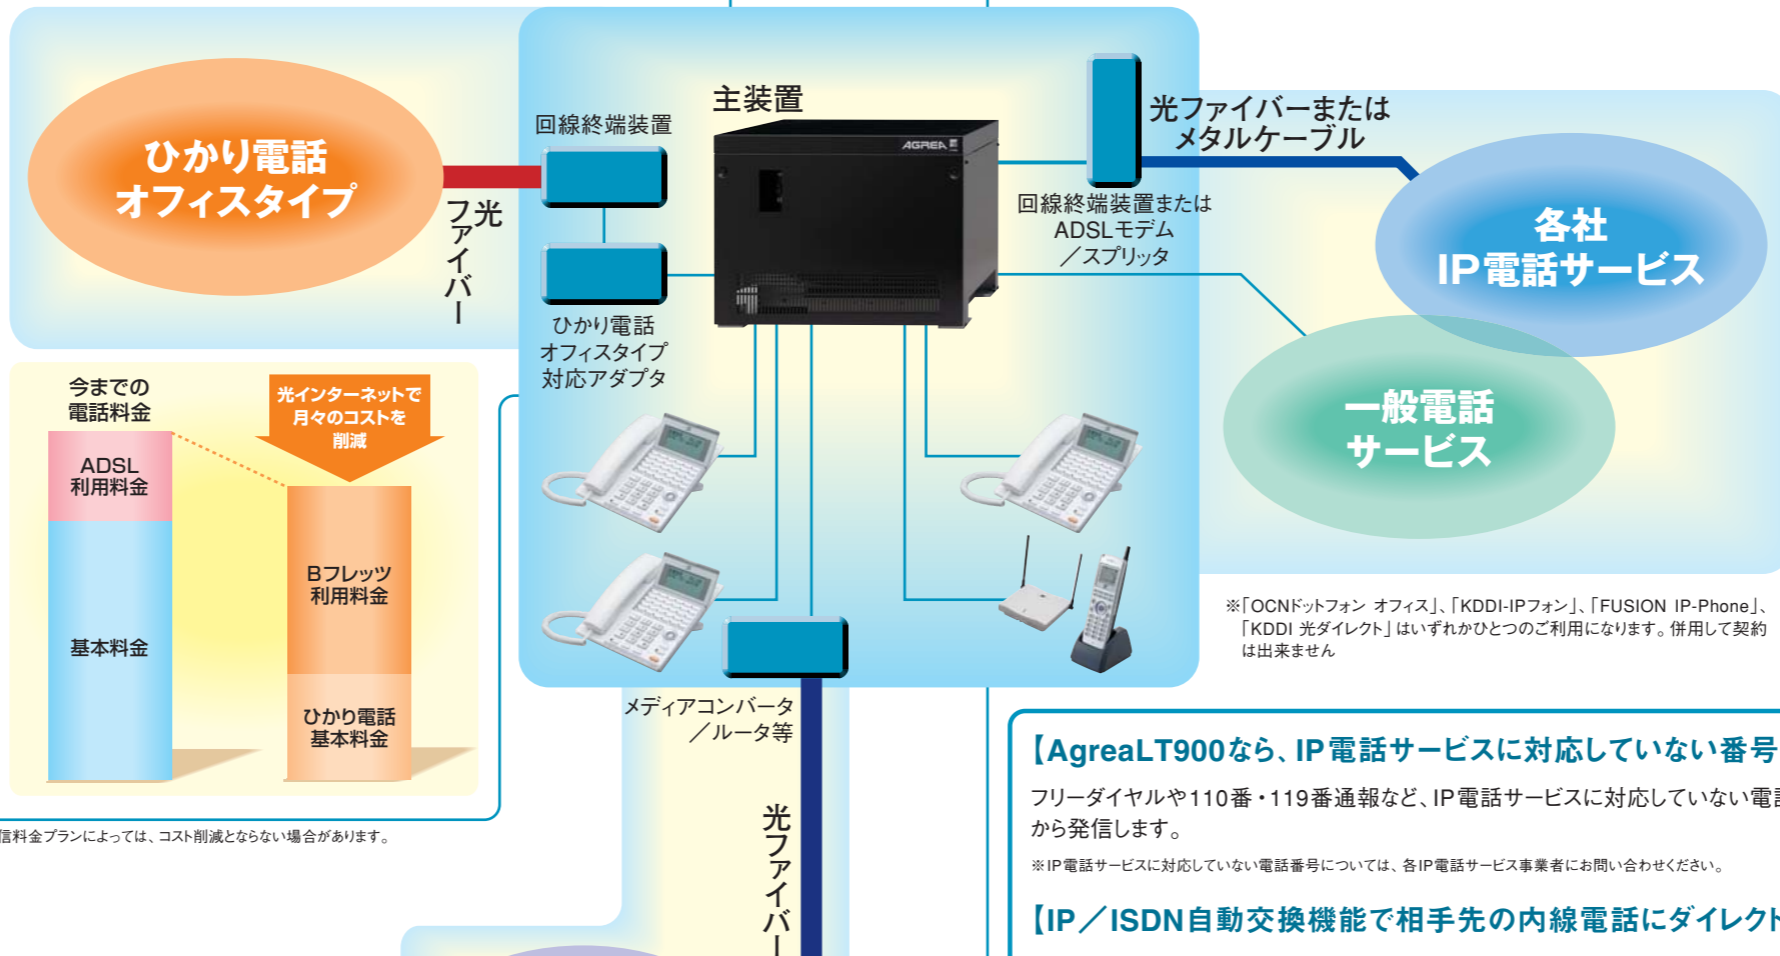 ひかり電話
オフィスタイプ
光
ファイバー
回線終端装置
ひかり電話
オフィスタイプ
対応アダプタ
主装置
AGREA
回線終端装置または
ADSLモデム
／スプリッタ
光ファイバーまたは
メタルケーブル
各社
IP電話サービス
一般電話
サービス
※「OCNドットフォン オフィス」、「KDDI-IPフォン」、「FUSION IP-Phone」、
「KDDI 光ダイレクト」はいずれかひとつのご利用になります。併用して契約
は出来ません
今までの
電話料金
ADSL
利用料金
基本料金
光インターネットで
月々のコストを
削減
Bフレッツ
利用料金
ひかり電話
基本料金
信料金プランによっては、コスト削減とならない場合があります。
メディアコンバータ
／ルータ等
光ファイバー
【AgreaLT900なら、IP電話サービスに対応していない番号
フリーダイヤルや110番・119番通報など、IP電話サービスに対応していない電話
から発信します。
※IP電話サービスに対応していない電話番号については、各IP電話サービス事業者にお問い合わせください。
【IP／ISDN自動交換機能で相手先の内線電話にダイレクト